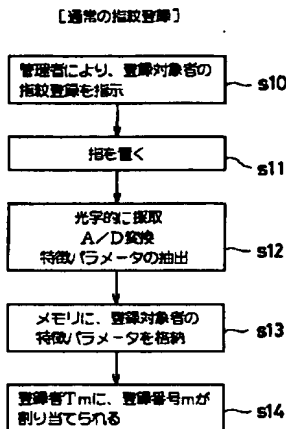 ［通常の指紋登録］
管理者により、登録対象者の
指紋登録を指示
s10
指を置く
s11
光学的に採取
A／D変換
特徴パラメータの抽出
s12
メモリに、登録対象者の
特徴パラメータを格納
s13
登録者Tmに、登録番号mが
割り当てられる
s14